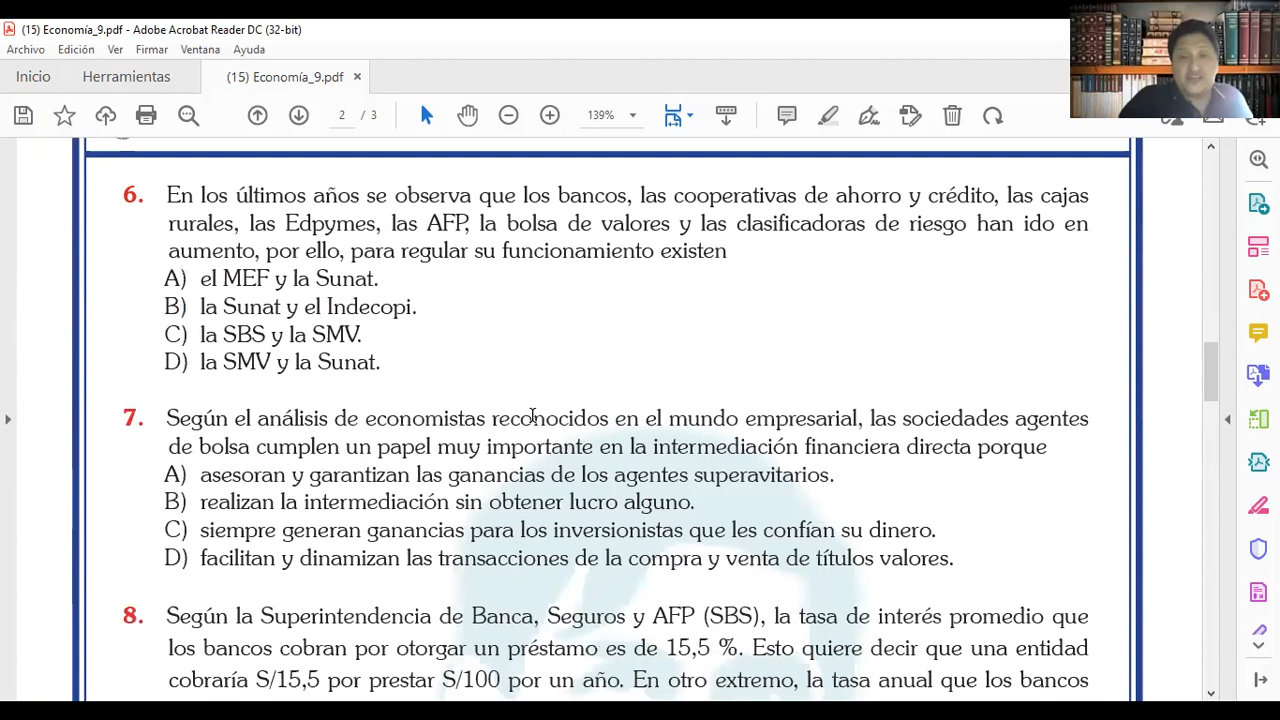 (15) Economía_9.pdf - Adobe Acrobat Reader DC (32-bit)
Archivo Edición Ver Firmar Ventana Ayuda
Inicio Herramientas (15) Economía_9.pdf ×
2 / 3 139%
6. En los últimos años se observa que los bancos, las cooperativas de ahorro y crédito, las cajas
rurales, las Edpymes, las AFP, la bolsa de valores y las clasificadoras de riesgo han ido en
aumento, por ello, para regular su funcionamiento existen
A) el MEF y la Sunat.
B) la Sunat y el Indecopi.
C) la SBS y la SMV.
D) la SMV y la Sunat.
7. Según el análisis de economistas reconocidos en el mundo empresarial, las sociedades agentes
de bolsa cumplen un papel muy importante en la intermediación financiera directa porque
A) asesoran y garantizan las ganancias de los agentes superavitarios.
B) realizan la intermediación sin obtener lucro alguno.
C) siempre generan ganancias para los inversionistas que les confían su dinero.
D) facilitan y dinamizan las transacciones de la compra y venta de títulos valores.
8. Según la Superintendencia de Banca, Seguros y AFP (SBS), la tasa de interés promedio que
los bancos cobran por otorgar un préstamo es de 15,5 %. Esto quiere decir que una entidad
cobraría S/15,5 por prestar S/100 por un año. En otro extremo, la tasa anual que los bancos